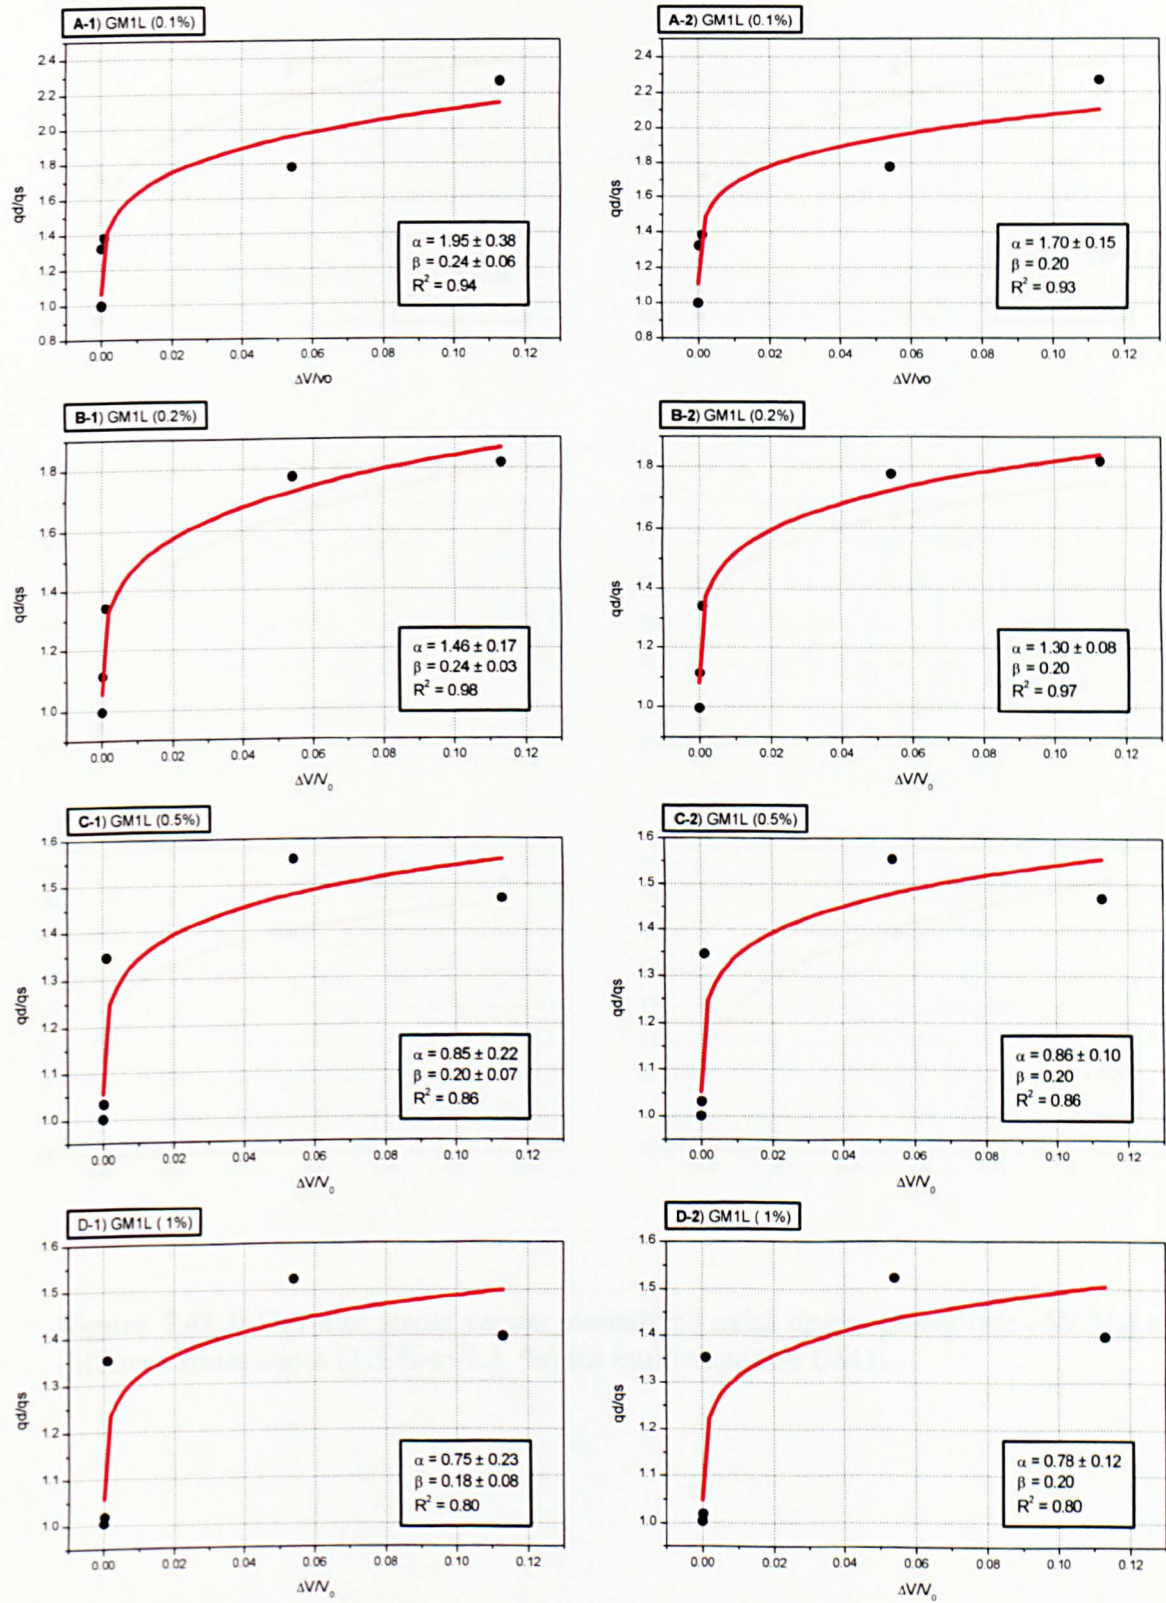 A-1) GM1L (0.1%)
2.4
2.2
2.0
1.8
1.6
1.4
1.2
1.0
0.8
qd/qs
α = 1.95 ± 0.38
β = 0.24 ± 0.06
R² = 0.94
0.00 0.02 0.04 0.06 0.08 0.10 0.12
ΔV/vo
A-2) GM1L (0.1%)
2.4
2.2
2.0
1.8
1.6
1.4
1.2
1.0
0.8
qd/qs
α = 1.70 ± 0.15
β = 0.20
R² = 0.93
0.00 0.02 0.04 0.06 0.08 0.10 0.12
ΔV/vo
B-1) GM1L (0.2%)
1.8
1.6
1.4
1.2
1.0
qd/qs
α = 1.46 ± 0.17
β = 0.24 ± 0.03
R² = 0.98
0.00 0.02 0.04 0.06 0.08 0.10 0.12
ΔV/V₀
B-2) GM1L (0.2%)
1.8
1.6
1.4
1.2
1.0
qd/qs
α = 1.30 ± 0.08
β = 0.20
R² = 0.97
0.00 0.02 0.04 0.06 0.08 0.10 0.12
ΔV/V₀
C-1) GM1L (0.5%)
1.6
1.5
1.4
1.3
1.2
1.1
1.0
qd/qs
α = 0.85 ± 0.22
β = 0.20 ± 0.07
R² = 0.86
0.00 0.02 0.04 0.06 0.08 0.10 0.12
ΔV/V₀
C-2) GM1L (0.5%)
1.6
1.5
1.4
1.3
1.2
1.1
1.0
qd/qs
α = 0.86 ± 0.10
β = 0.20
R² = 0.86
0.00 0.02 0.04 0.06 0.08 0.10 0.12
ΔV/V₀
D-1) GM1L ( 1%)
1.6
1.5
1.4
1.3
1.2
1.1
1.0
qd/qs
α = 0.75 ± 0.23
β = 0.18 ± 0.08
R² = 0.80
0.00 0.02 0.04 0.06 0.08 0.10 0.12
ΔV/V₀
D-2) GM1L ( 1%)
1.6
1.5
1.4
1.3
1.2
1.1
1.0
qd/qs
α = 0.78 ± 0.12
β = 0.20
R² = 0.80
0.00 0.02 0.04 0.06 0.08 0.10 0.12
ΔV/V₀